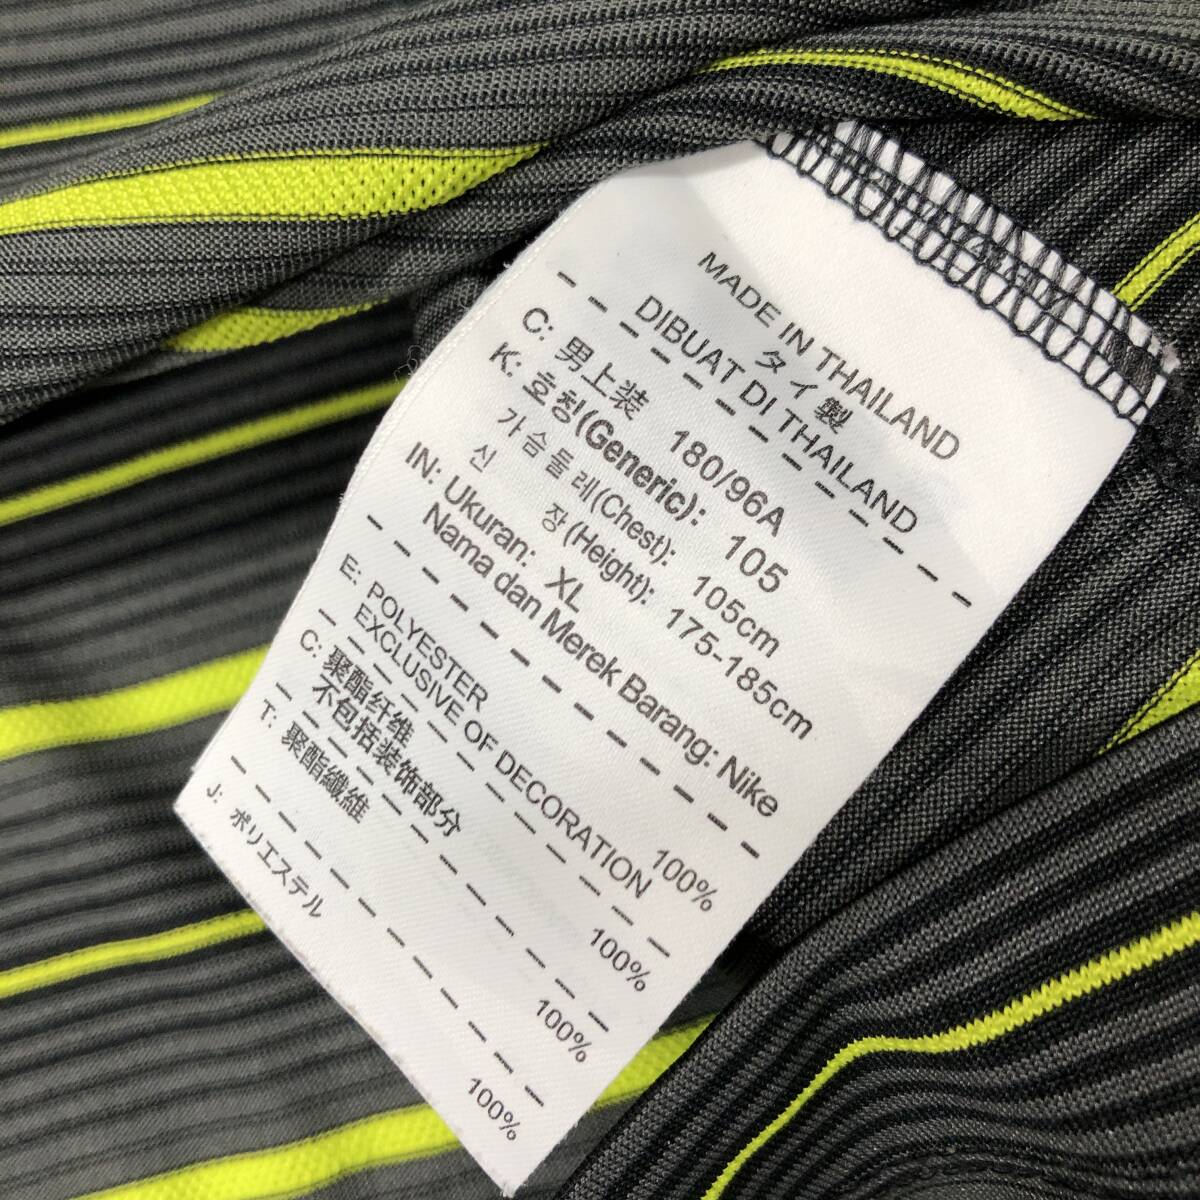 MADE IN THAILAND
タイ製
DIBUAT DI THAILAND
C: 男上装 180/96A
K: 호칭(Generic): 105
가슴둘레(Chest): 105cm
신 장(Height): 175-185cm
IN: Ukuran: XL
Nama dan Merek Barang: Nike
E: POLYESTER 100%
EXCLUSIVE OF DECORATION
C: 聚酯纤维 100%
不包括装饰部分
T: 聚酯纖維 100%
J: ポリエステル 100%